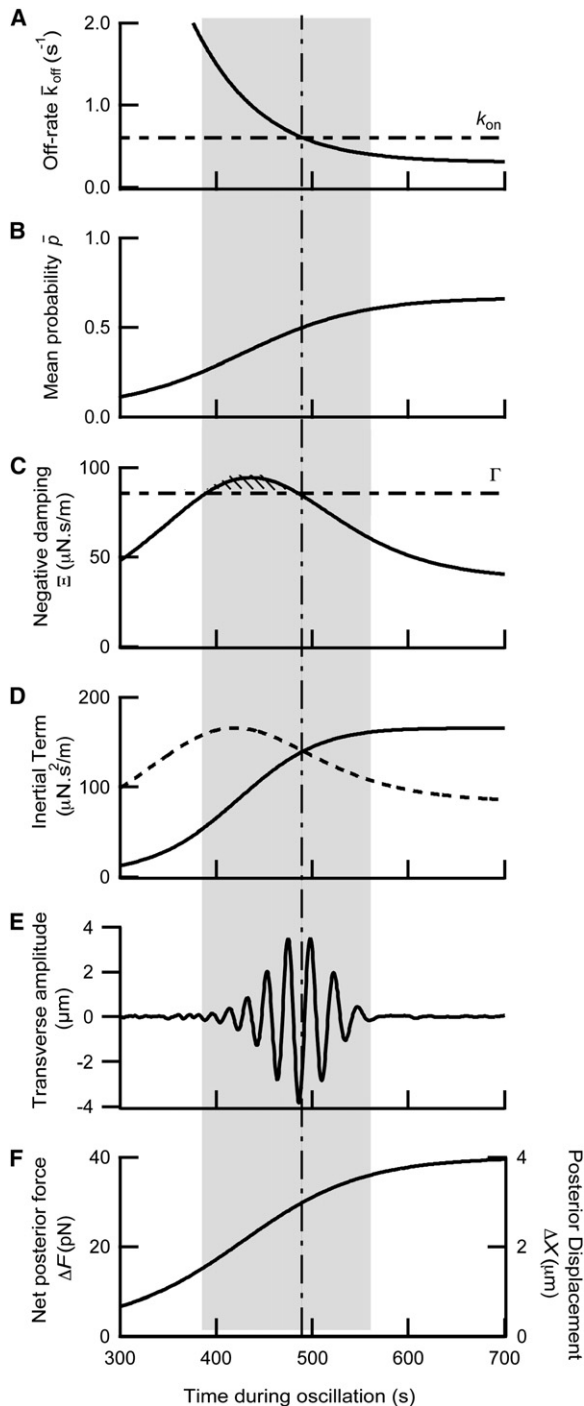 A
Off-rate k̄off (s-1)
2.0
1.0
0.0
kon
B
Mean probability p̄
1.0
0.5
0.0
C
Negative damping
Ξ (μN.s/m)
100
50
0
Γ
D
Inertial Term
(μN.s2/m)
200
100
0
E
Transverse amplitude
(μm)
4
2
0
-2
-4
F
Net posterior force
ΔF(pN)
40
20
0
4
2
0
Posterior Displacement
ΔX(μm)
300 400 500 600 700
Time during oscillation (s)